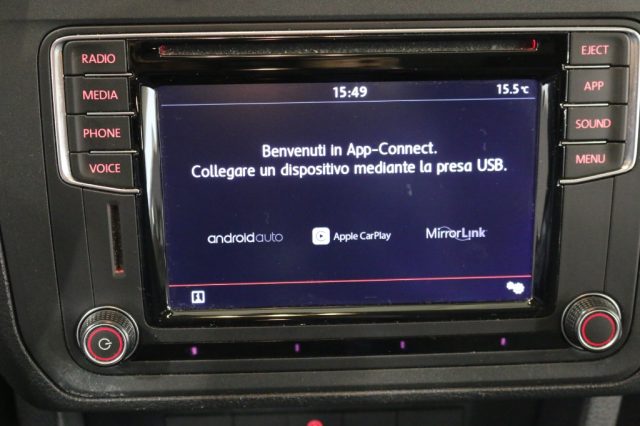 RADIO
MEDIA
PHONE
VOICE
EJECT
APP
SOUND
MENU
15:49
15.5°C
Benvenuti in App-Connect.
Collegare un dispositivo mediante la presa USB.
androidauto
Apple CarPlay
MirrorLink